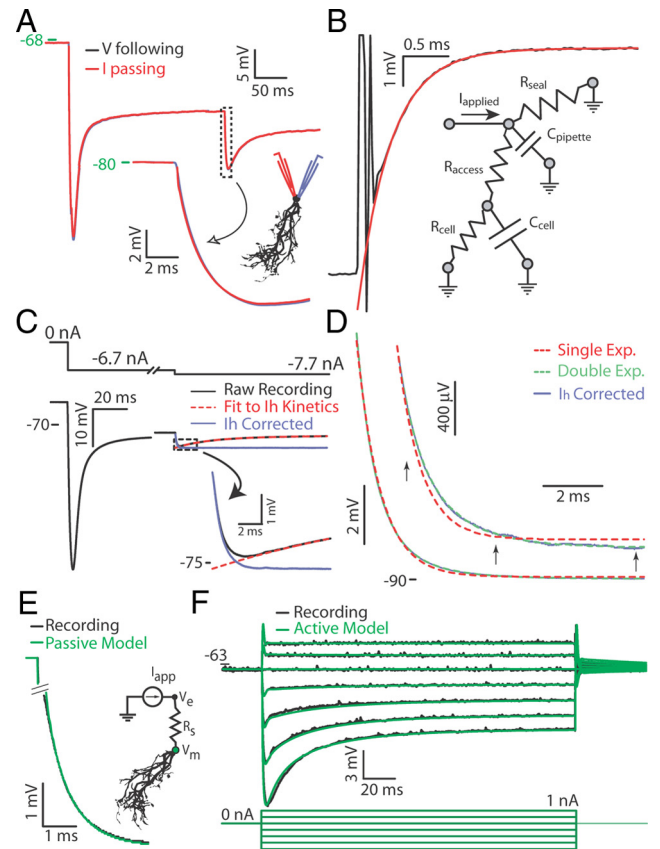 A
-68
V following
I passing
5 mV
50 ms
-80
2 mV
2 ms
B
0.5 ms
1 mV
Rseal
Iapplied
Cpipette
Raccess
Rcell
Ccell
C
0 nA
-6.7 nA
-7.7 nA
20 ms
-70
10 mV
Raw Recording
Fit to Ih Kinetics
Ih Corrected
2 ms
1 mV
-75
D
Single Exp.
Double Exp.
Ih Corrected
400 µV
2 ms
2 mV
-90
E
Recording
Passive Model
Iapp
Ve
Rs
Vm
1 mV
1 ms
F
Recording
Active Model
-63
3 mV
20 ms
0 nA
1 nA